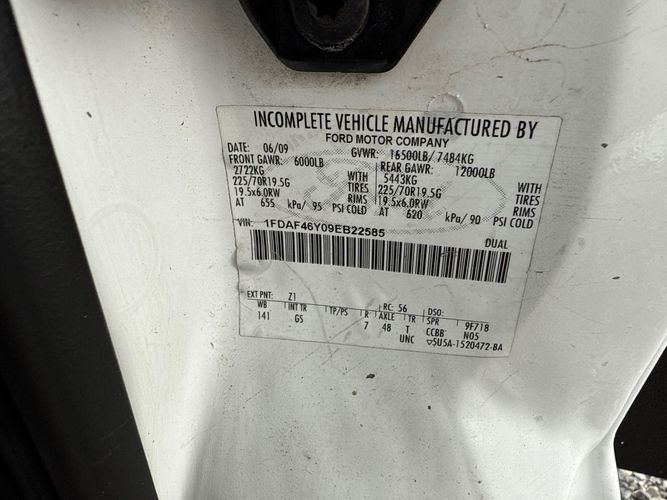 INCOMPLETE VEHICLE MANUFACTURED BY
FORD MOTOR COMPANY
DATE: 06/09 GVWR: 16500LB/ 7484KG
FRONT GAWR: 6000LB REAR GAWR: 12000LB
2722KG WITH 5443KG WITH
225/70R19.5G TIRES 225/70R19.5G TIRES
19.5x6.0RW RIMS 19.5x6.0RW RIMS
AT 655 kPa/ 95 PSI COLD AT 620 kPa/ 90 PSI COLD
VIN: 1FDAF46Y09EB22585
DUAL
EXT PNT: Z1 RC: 56 DSO:
WB INT TR TP/PS R AXLE TR SPR 9F718
141 GS 7 48 T CCBB N05
UNC ▽5U5A-1520472-BA